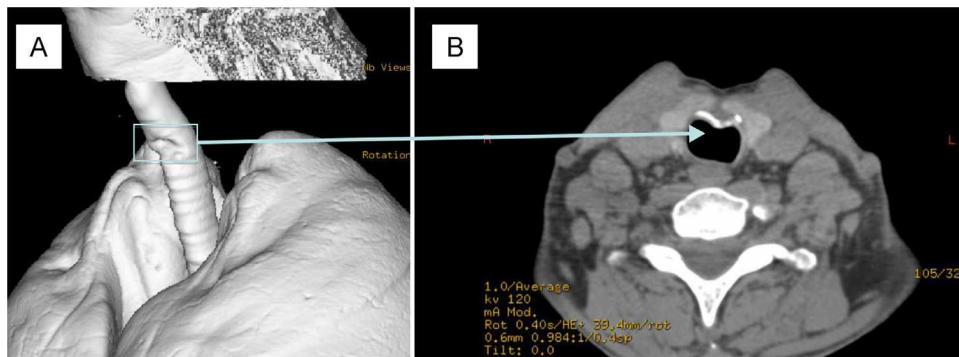 A
Nb Views
Rotation
B
R
L
105/32
1.0/Average
kv 120
mA Mod.
Rot 0.40s/HE+ 39.4mm/rot
0.6mm 0.984:1/0.4sp
Tilt: 0.0